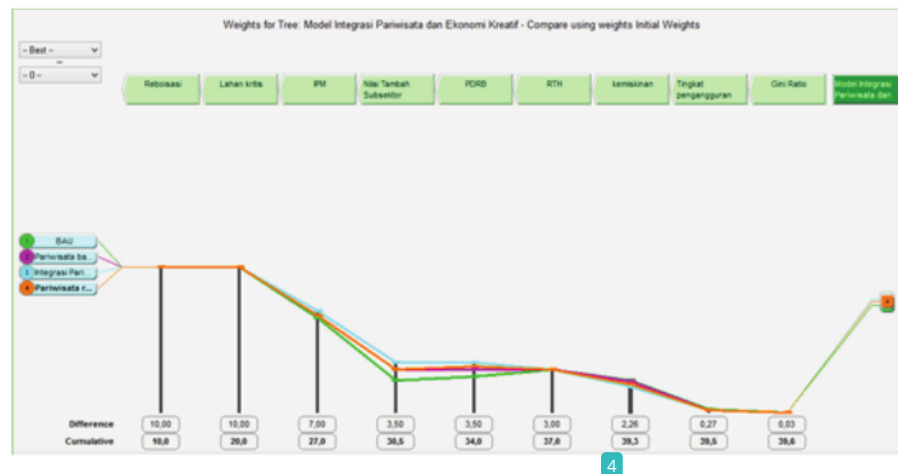 Weights for Tree: Model Integrasi Pariwisata dan Ekonomi Kreatif - Compare using weights Initial Weights
-- Best --
--
-- 0 --
Reboisasi
Lahan kritis
IPM
Nilai Tambah
Subsektor
PDRB
RTH
kemiskinan
Tingkat
pengangguran
Gini Ratio
Model Integrasi
Pariwisata dan
1 BAU
2 Pariwisata ba...
3 Integrasi Pari...
4 Pariwisata r...
Difference 10,00 10,00 7,00 3,50 3,50 3,00 2,26 0,27 0,03
Cumulative 10,0 20,0 27,0 30,5 34,0 37,0 39,3 39,5 39,6
4